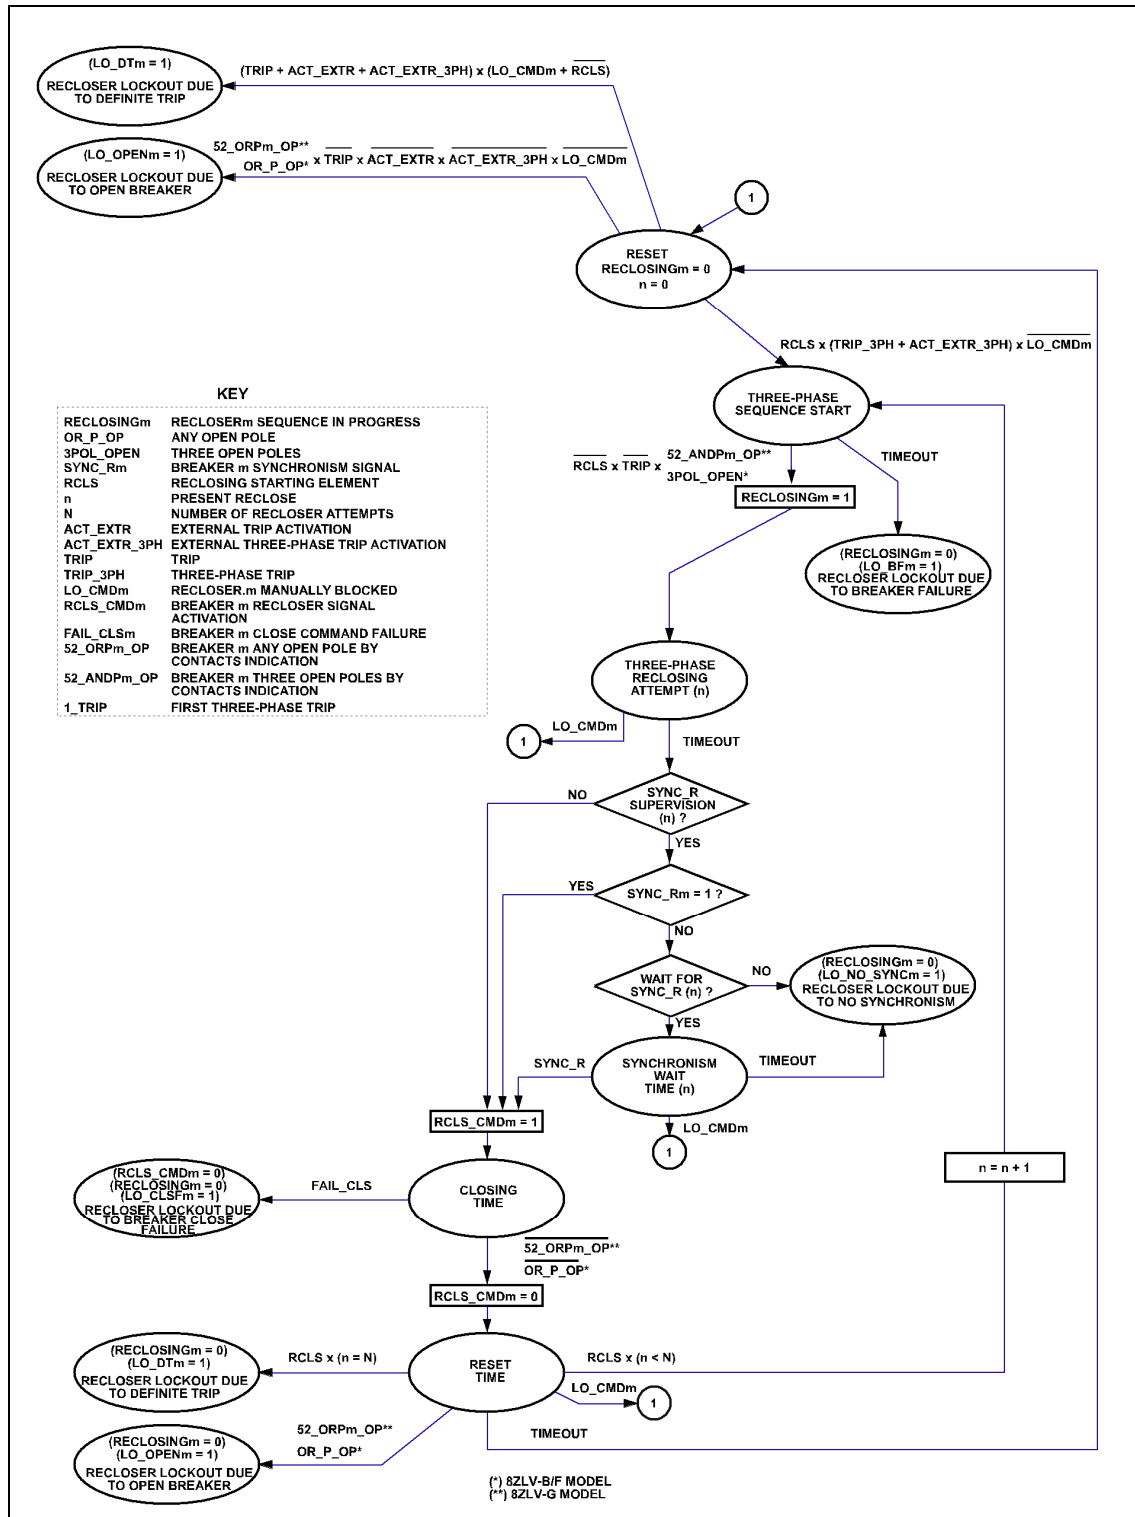 (LO_DTm = 1)
RECLOSER LOCKOUT DUE
TO DEFINITE TRIP
(TRIP + ACT_EXTR + ACT_EXTR_3PH) x (LO_CMDm + RCLS)
(LO_OPENm = 1)
RECLOSER LOCKOUT DUE
TO OPEN BREAKER
52_ORPm_OP**
OR_P_OP*
x TRIP x ACT_EXTR x ACT_EXTR_3PH x LO_CMDm
1
RESET
RECLOSINGm = 0
n = 0
RCLS x (TRIP_3PH + ACT_EXTR_3PH) x LO_CMDm
THREE-PHASE
SEQUENCE START
KEY
RECLOSINGm RECLOSERm SEQUENCE IN PROGRESS
OR_P_OP ANY OPEN POLE
3POL_OPEN THREE OPEN POLES
SYNC_Rm BREAKER m SYNCHRONISM SIGNAL
RCLS RECLOSING STARTING ELEMENT
n PRESENT RECLOSE
N NUMBER OF RECLOSER ATTEMPTS
ACT_EXTR EXTERNAL TRIP ACTIVATION
ACT_EXTR_3PH EXTERNAL THREE-PHASE TRIP ACTIVATION
TRIP TRIP
TRIP_3PH THREE-PHASE TRIP
LO_CMDm RECLOSER.m MANUALLY BLOCKED
RCLS_CMDm BREAKER m RECLOSER SIGNAL
ACTIVATION
FAIL_CLSm BREAKER m CLOSE COMMAND FAILURE
52_ORPm_OP BREAKER m ANY OPEN POLE BY
CONTACTS INDICATION
52_ANDPm_OP BREAKER m THREE OPEN POLES BY
CONTACTS INDICATION
1_TRIP FIRST THREE-PHASE TRIP
RCLS x TRIP x
52_ANDPm_OP**
3POL_OPEN*
TIMEOUT
RECLOSINGm = 1
(RECLOSINGm = 0)
(LO_BFm = 1)
RECLOSER LOCKOUT DUE
TO BREAKER FAILURE
THREE-PHASE
RECLOSING
ATTEMPT (n)
LO_CMDm
1
TIMEOUT
SYNC_R
SUPERVISION
(n) ?
NO
YES
SYNC_Rm = 1 ?
YES
NO
WAIT FOR
SYNC_R (n) ?
NO
(RECLOSINGm = 0)
(LO_NO_SYNCm = 1)
RECLOSER LOCKOUT DUE
TO NO SYNCHRONISM
YES
SYNCHRONISM
WAIT
TIME (n)
SYNC_R
TIMEOUT
LO_CMDm
1
RCLS_CMDm = 1
n = n + 1
CLOSING
TIME
FAIL_CLS
(RCLS_CMDm = 0)
(RECLOSINGm = 0)
(LO_CLSFm = 1)
RECLOSER LOCKOUT DUE
TO BREAKER CLOSE
FAILURE
52_ORPm_OP**
OR_P_OP*
RCLS_CMDm = 0
RESET
TIME
RCLS x (n = N)
(RECLOSINGm = 0)
(LO_DTm = 1)
RECLOSER LOCKOUT DUE
TO DEFINITE TRIP
RCLS x (n < N)
LO_CMDm
1
52_ORPm_OP**
OR_P_OP*
(RECLOSINGm = 0)
(LO_OPENm = 1)
RECLOSER LOCKOUT DUE
TO OPEN BREAKER
TIMEOUT
(*) 8ZLV-B/F MODEL
(**) 8ZLV-G MODEL